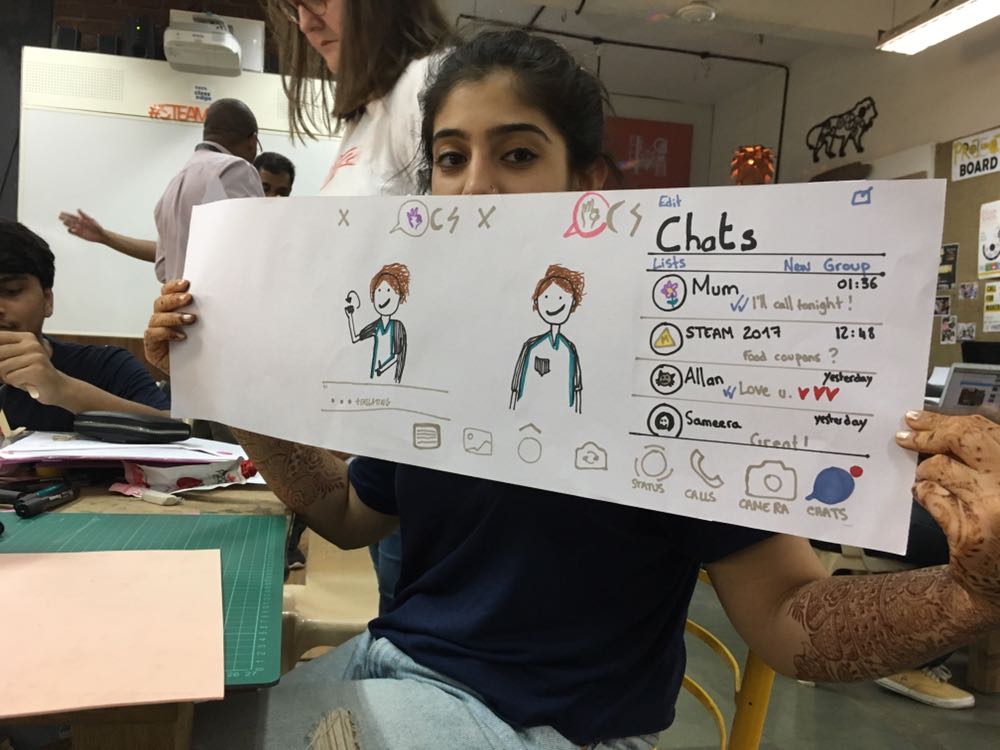 #STEAM
x
x
Edit
Chats
Lists New Group
Mum 01:36
I'll call tonight!
STEAM 2017 12:48
Food coupons?
Allan yesterday
Love u.
Sameera yesterday
Great!
STATUS CALLS CAMERA CHATS
BOARD